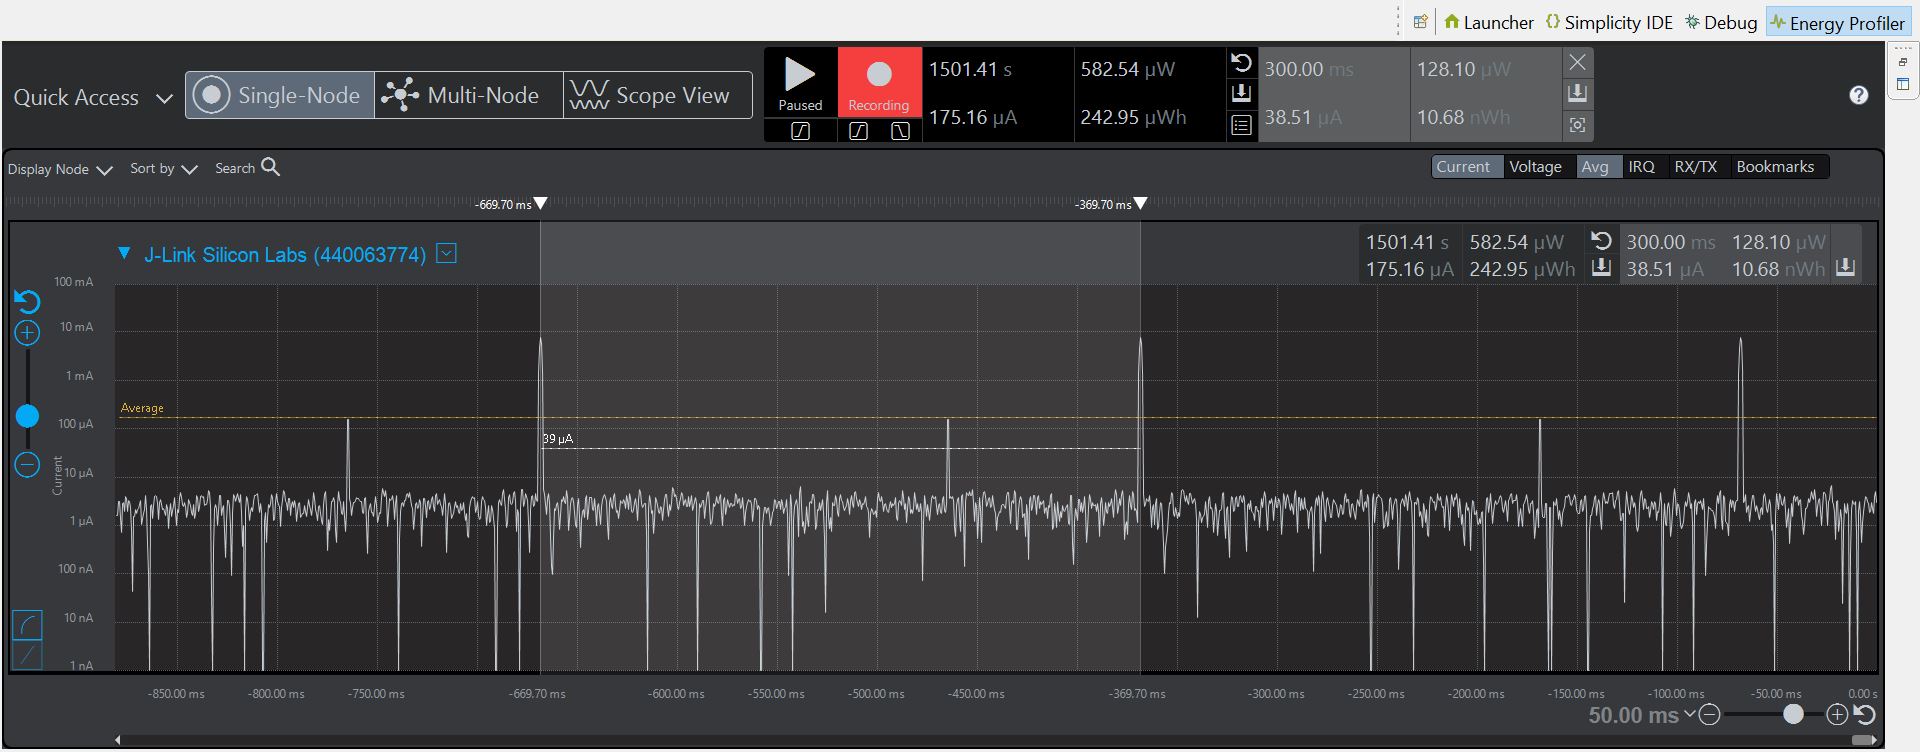 Launcher Simplicity IDE Debug Energy Profiler
Quick Access Single-Node Multi-Node Scope View
Paused Recording
1501.41 s 582.54 µW 300.00 ms 128.10 µW
175.16 µA 242.95 µWh 38.51 µA 10.68 nWh
?
Display Node Sort by Search
Current Voltage Avg IRQ RX/TX Bookmarks
-669.70 ms -369.70 ms
J-Link Silicon Labs (440063774)
1501.41 s 582.54 µW 300.00 ms 128.10 µW
175.16 µA 242.95 µWh 38.51 µA 10.68 nWh
100 mA
10 mA
1 mA
Average
100 µA
39 µA
Current
10 µA
1 µA
100 nA
10 nA
1 nA
-850.00 ms -800.00 ms -750.00 ms -669.70 ms -600.00 ms -550.00 ms -500.00 ms -450.00 ms -369.70 ms -300.00 ms -250.00 ms -200.00 ms -150.00 ms -100.00 ms -50.00 ms 0.00 s
50.00 ms